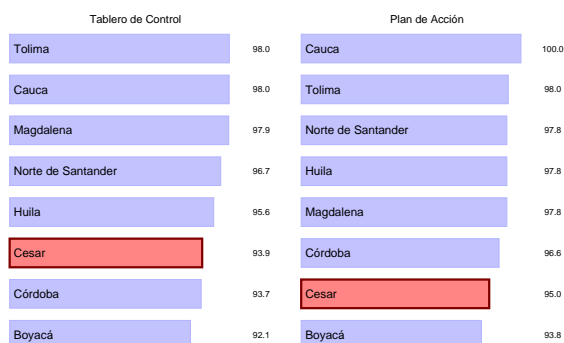 Tablero de Control
Tolima 98.0
Cauca 98.0
Magdalena 97.9
Norte de Santander 96.7
Huila 95.6
Cesar 93.9
Córdoba 93.7
Boyacá 92.1
Plan de Acción
Cauca 100.0
Tolima 98.0
Norte de Santander 97.8
Huila 97.8
Magdalena 97.8
Córdoba 96.6
Cesar 95.0
Boyacá 93.8